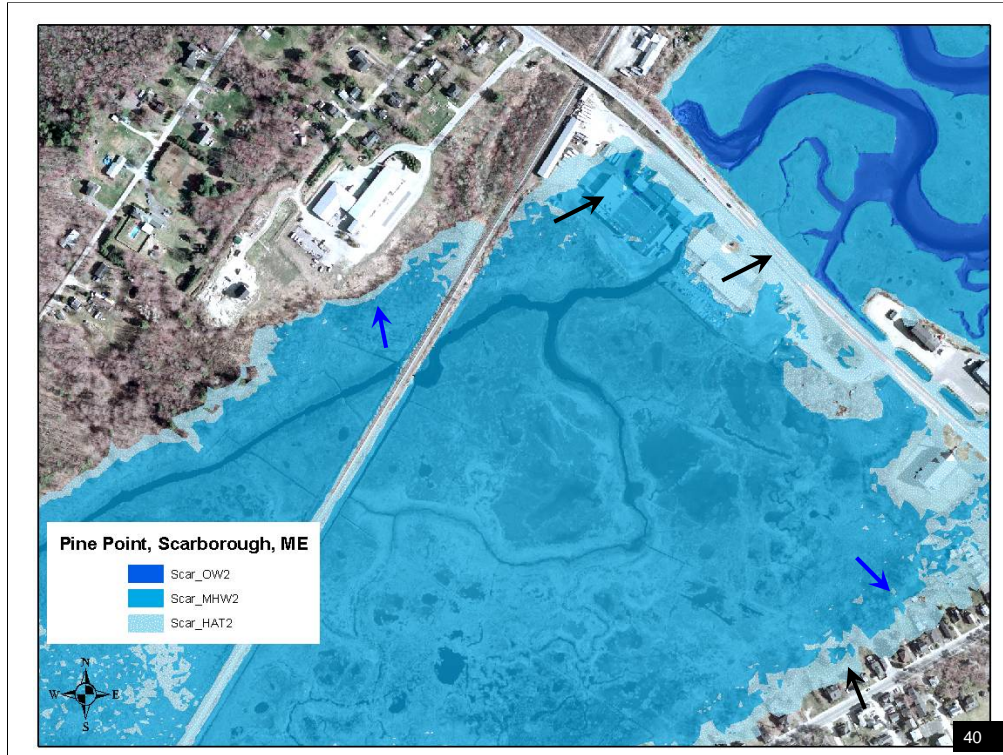 Pine Point, Scarborough, ME
Scar_OW2
Scar_MHW2
Scar_HAT2
N
W
E
S
40